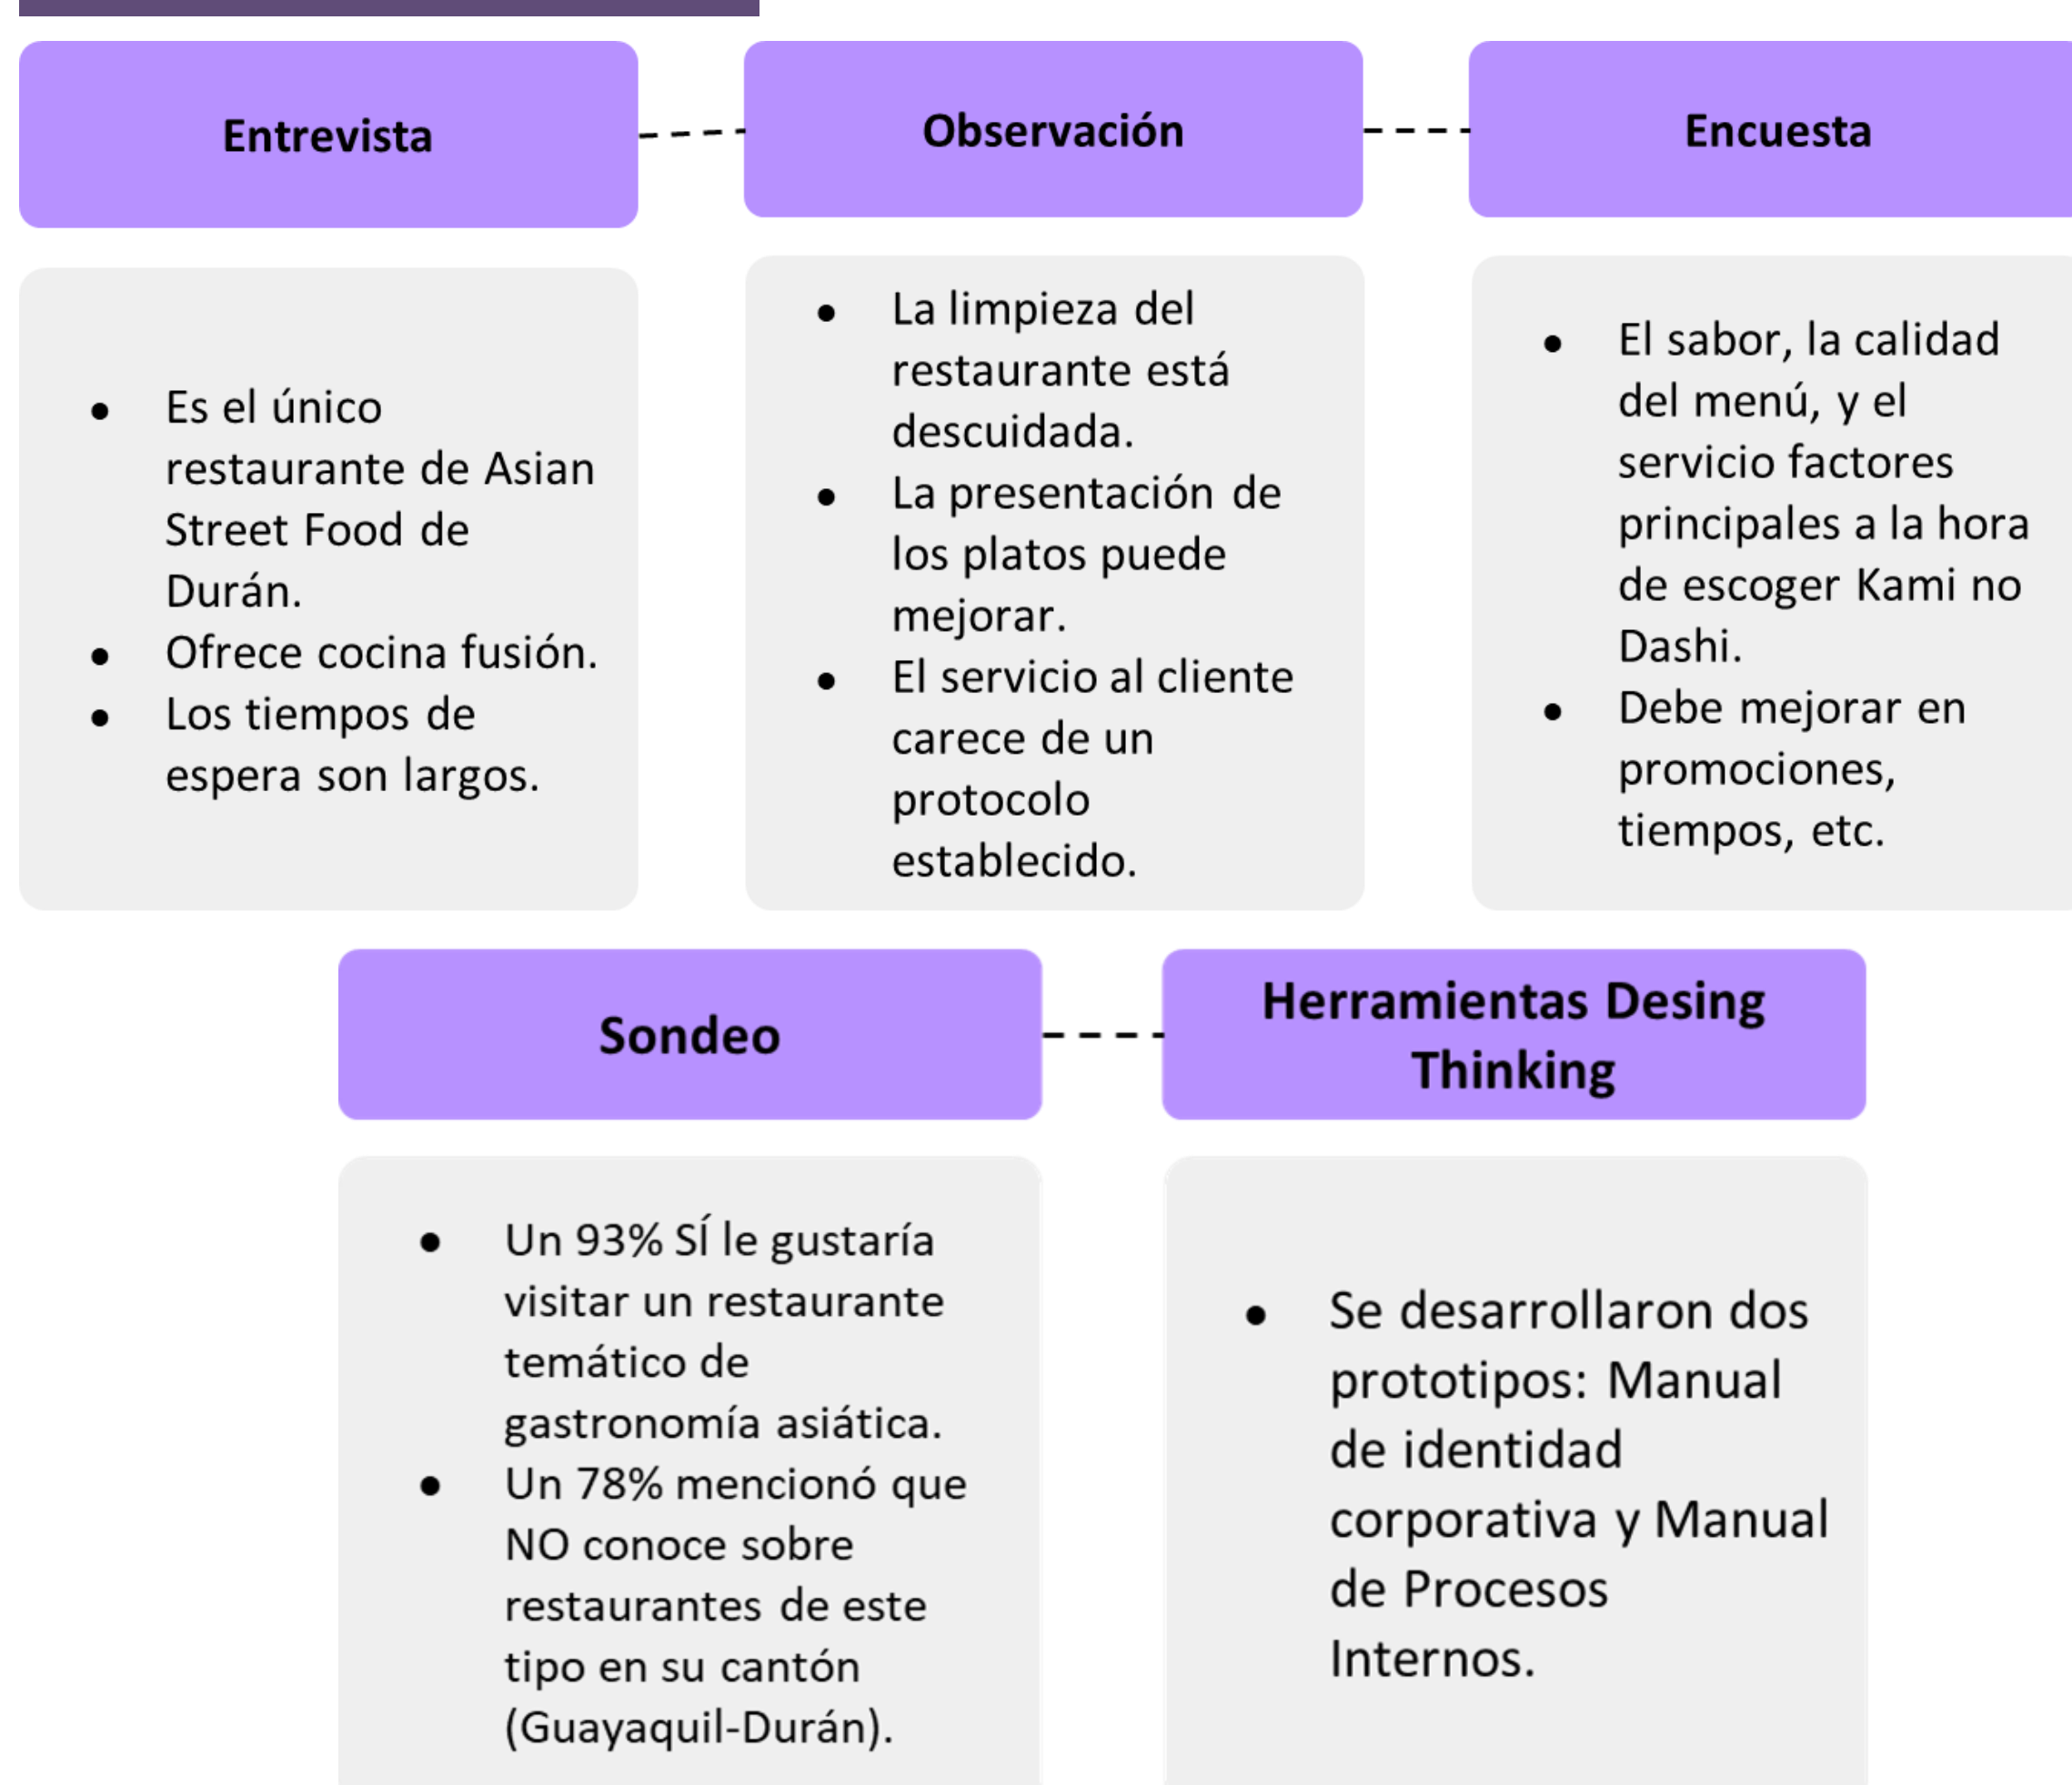 Entrevista
Es el único
restaurante de Asian
Street Food de
Durán.
Ofrece cocina fusión.
Los tiempos de
espera son largos.
Observación
La limpieza del
restaurante está
descuidada.
La presentación de
los platos puede
mejorar.
El servicio al cliente
carece de un
protocolo
establecido.
Encuesta
El sabor, la calidad
del menú, y el
servicio factores
principales a la hora
de escoger Kami no
Dashi.
Debe mejorar en
promociones,
tiempos, etc.
Sondeo
Un 93% SÍ le gustaría
visitar un restaurante
temático de
gastronomía asiática.
Un 78% mencionó que
NO conoce sobre
restaurantes de este
tipo en su cantón
(Guayaquil-Durán).
Herramientas Desing
Thinking
Se desarrollaron dos
prototipos: Manual
de identidad
corporativa y Manual
de Procesos
Internos.